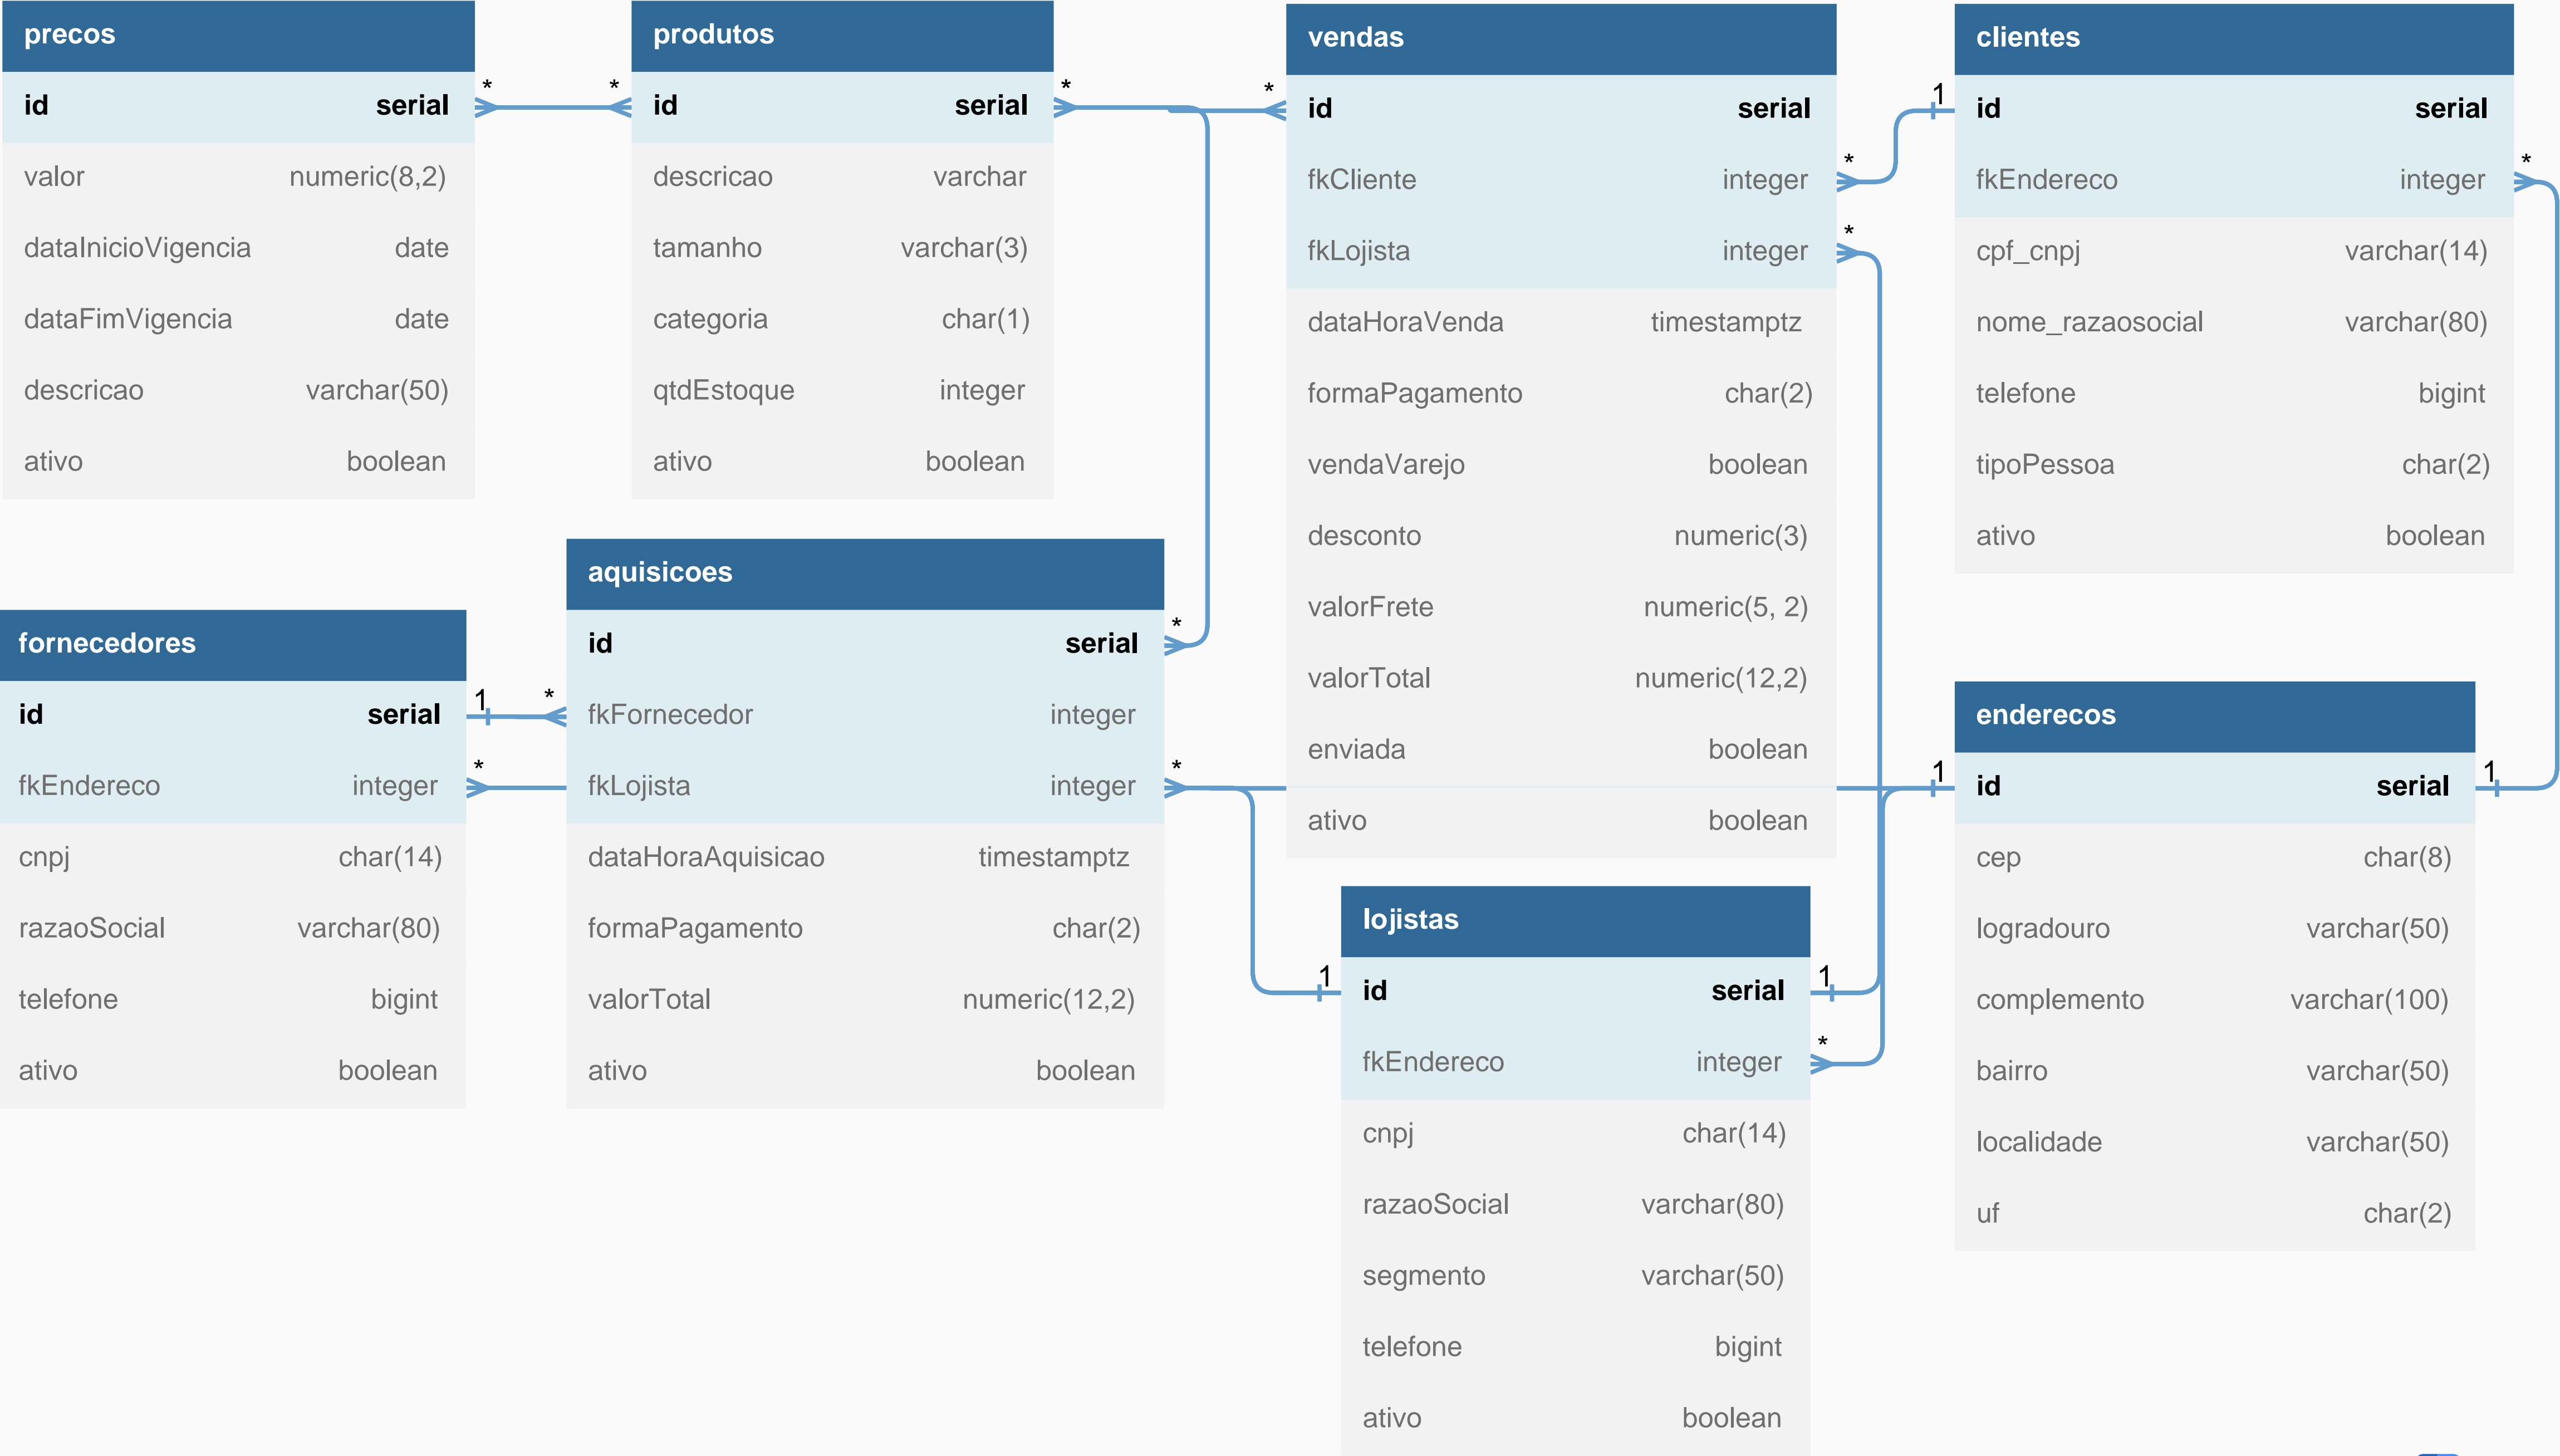 precos
id serial
valor numeric(8,2)
dataInicioVigencia date
dataFimVigencia date
descricao varchar(50)
ativo boolean
* *
produtos
id serial
descricao varchar
tamanho varchar(3)
categoria char(1)
qtdEstoque integer
ativo boolean
* *
vendas
id serial
fkCliente integer
fkLojista integer
dataHoraVenda timestamptz
formaPagamento char(2)
vendaVarejo boolean
desconto numeric(3)
valorFrete numeric(5, 2)
valorTotal numeric(12,2)
enviada boolean
ativo boolean
* 1
*
clientes
id serial
fkEndereco integer
cpf_cnpj varchar(14)
nome_razaosocial varchar(80)
telefone bigint
tipoPessoa char(2)
ativo boolean
*
fornecedores
id serial
fkEndereco integer
cnpj char(14)
razaoSocial varchar(80)
telefone bigint
ativo boolean
1 *
*
aquisicoes
id serial
fkFornecedor integer
fkLojista integer
dataHoraAquisicao timestamptz
formaPagamento char(2)
valorTotal numeric(12,2)
ativo boolean
*
*
1
lojistas
id serial
fkEndereco integer
cnpj char(14)
razaoSocial varchar(80)
segmento varchar(50)
telefone bigint
ativo boolean
1
*
1
enderecos
id serial
cep char(8)
logradouro varchar(50)
complemento varchar(100)
bairro varchar(50)
localidade varchar(50)
uf char(2)
1